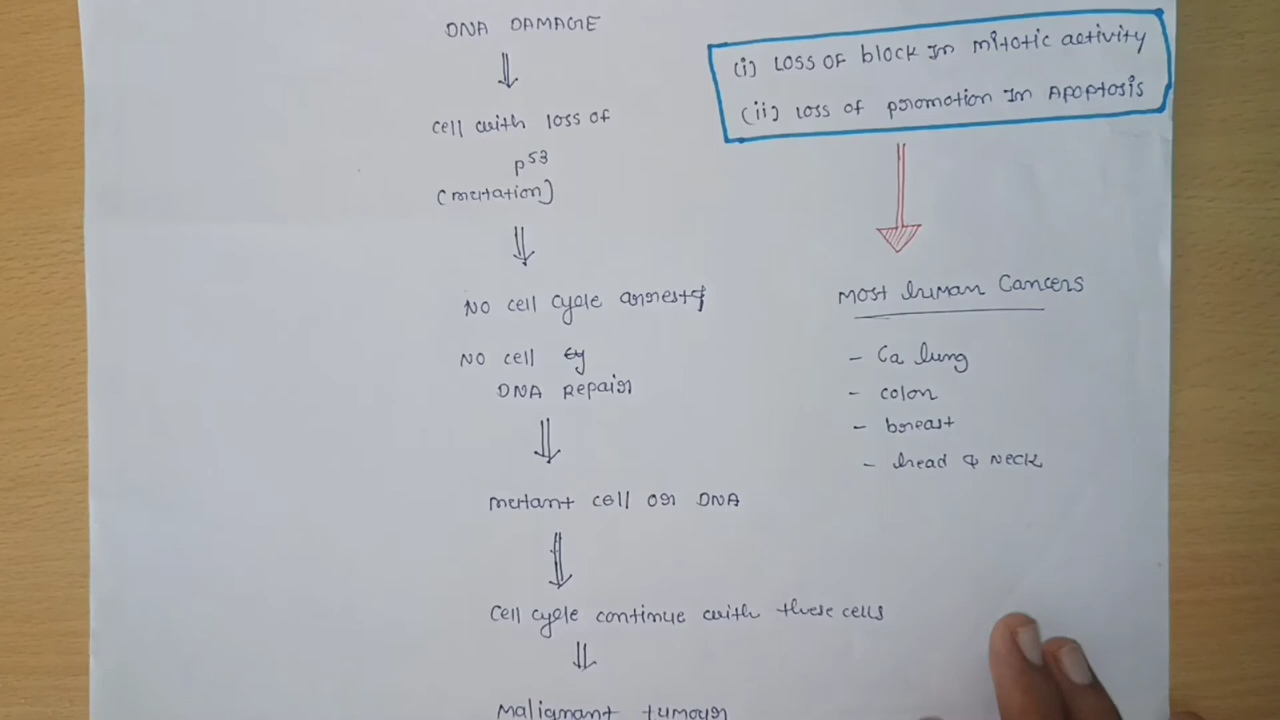 DNA DAMAGE
⇓
cell with loss of
p53
(mutation)
⇓
No cell cycle arrest &
No cell cy
DNA Repair
⇓
mutant cell or DNA
⇓
Cell cycle continue with these cells
⇓
Malignant tumour
(i) LOSS OF block In mitotic activity
(ii) Loss of promotion In Apoptosis
Most human Cancers
- Ca lung
- colon
- breast
- head & Neck